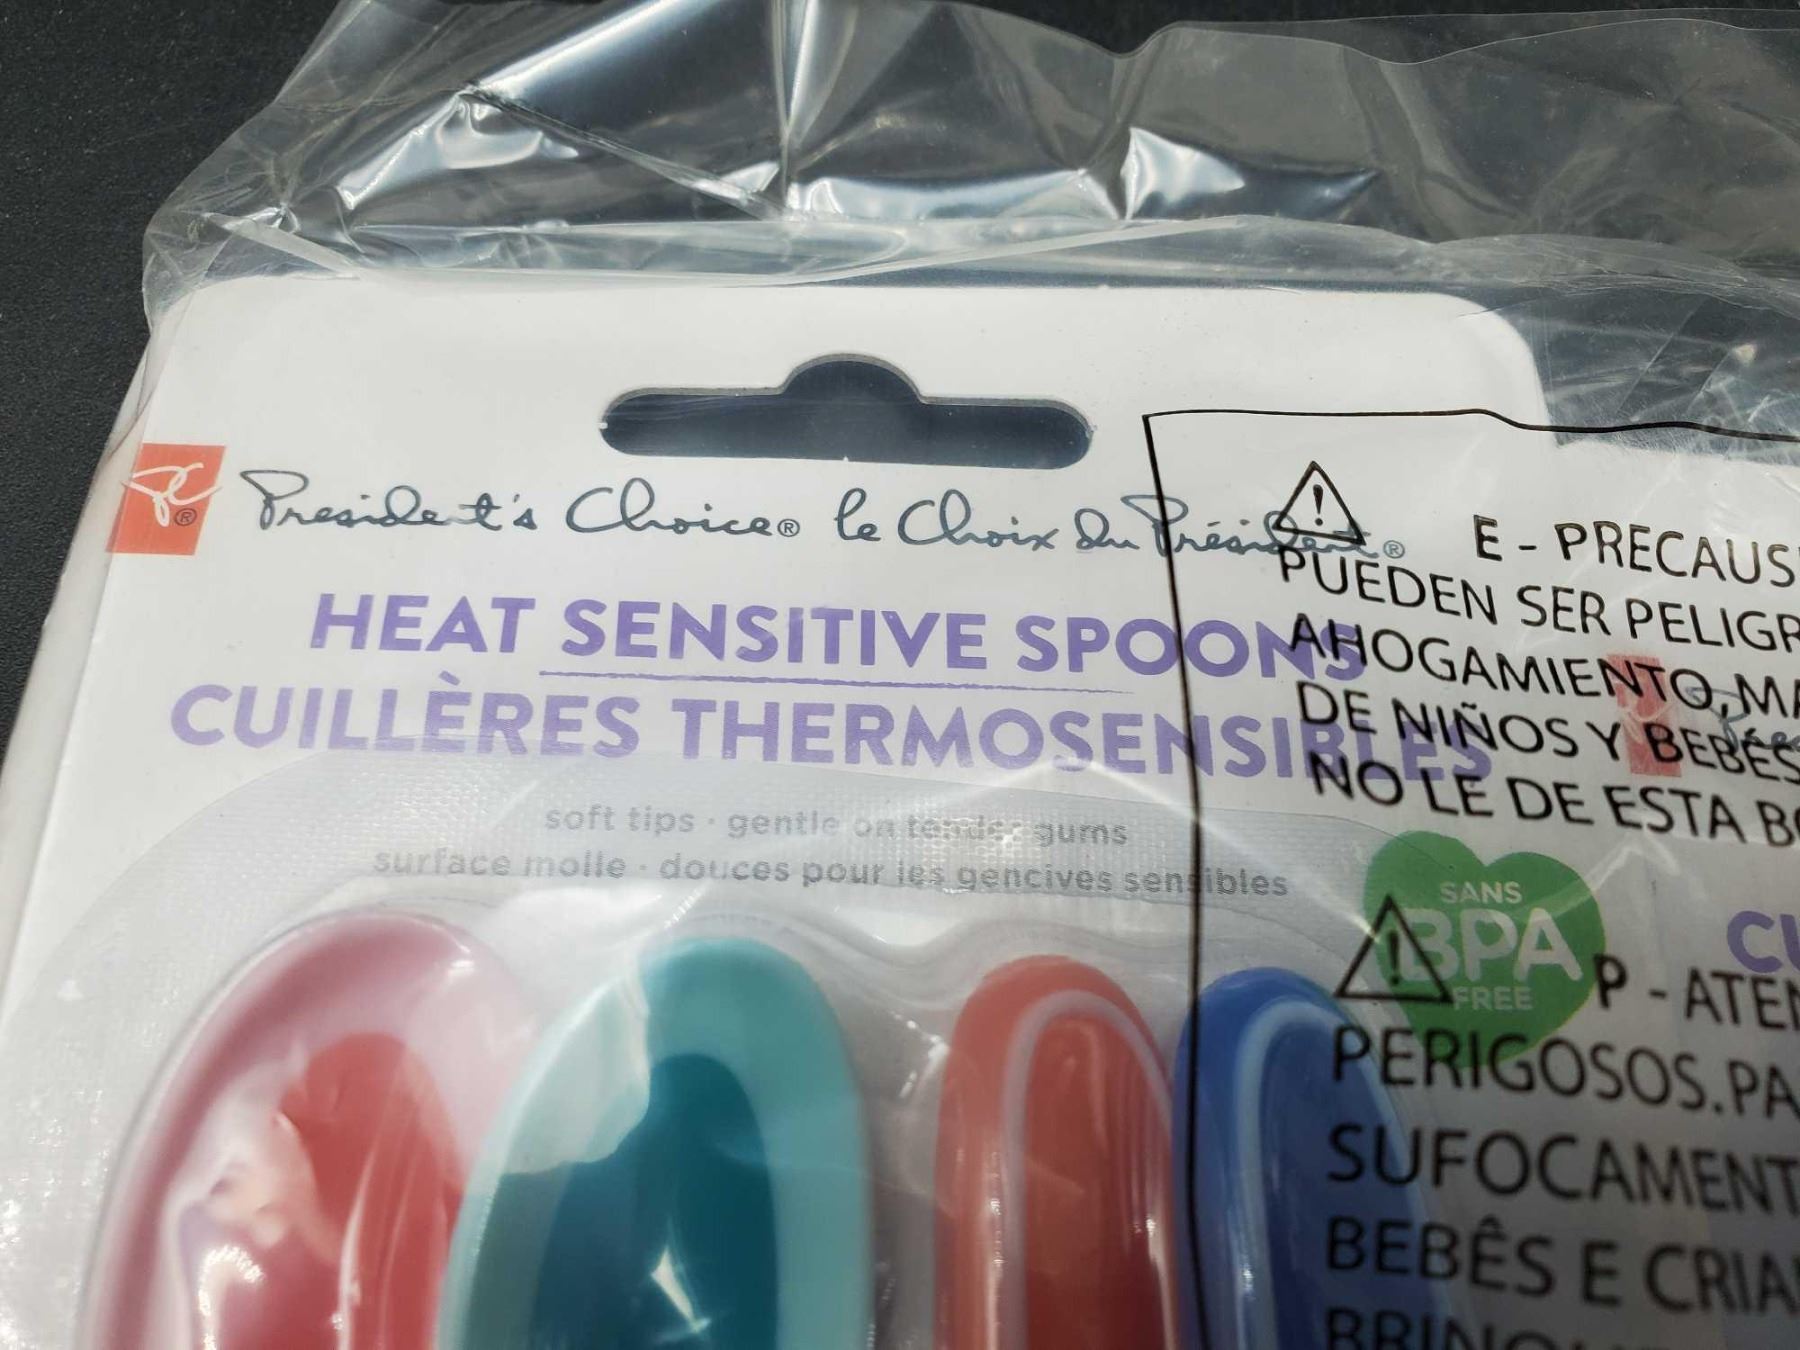 President's Choice® le Choix du Président®
HEAT SENSITIVE SPOONS
CUILLÈRES THERMOSENSIBLES
soft tips · gentle on tender gums
surface molle · douces pour les gencives sensibles
SANS
BPA
FREE
E - PRECAUS
PUEDEN SER PELIGR
AHOGAMIENTO, MA
DE NIÑOS Y BEBÉS
NO LE DE ESTA BO
P - ATEN
PERIGOSOS.PA
SUFOCAMENT
BEBÊS E CRIA
CU